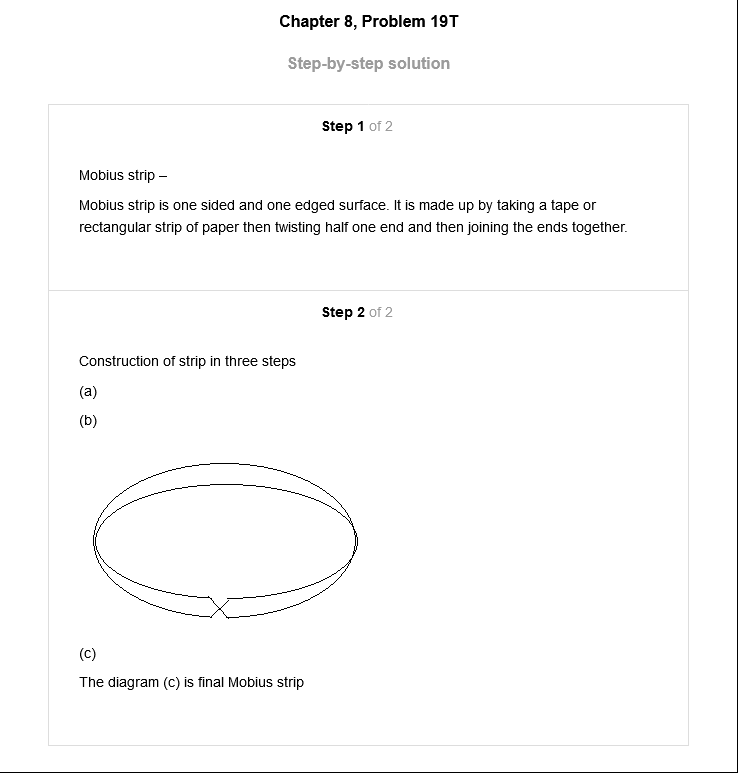 Chapter 8, Problem 19T
Step-by-step solution
Step 1 of 2
Mobius strip –
Mobius strip is one sided and one edged surface. It is made up by taking a tape or
rectangular strip of paper then twisting half one end and then joining the ends together.
Step 2 of 2
Construction of strip in three steps
(a)
(b)
(c)
The diagram (c) is final Mobius strip